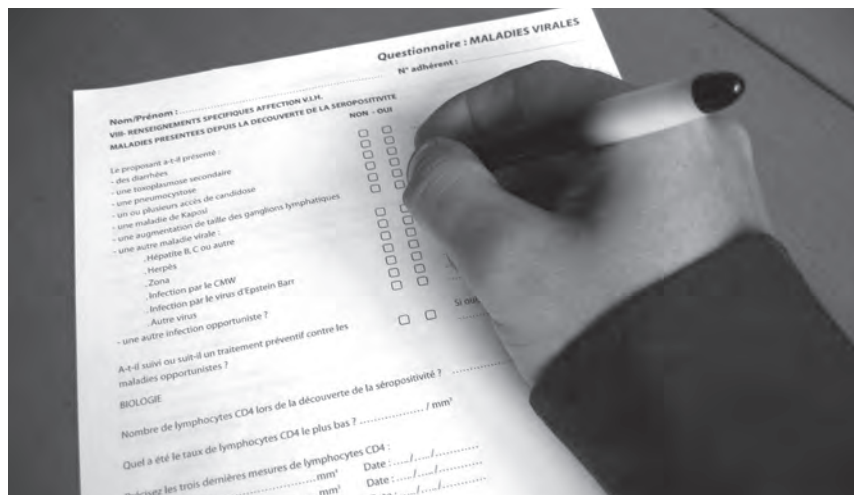 Questionnaire : MALADIES VIRALES
N° adhérent :
Nom/Prénom :
VIII- RENSEIGNEMENTS SPECIFIQUES AFFECTION V.I.H.
MALADIES PRESENTEES DEPUIS LA DECOUVERTE DE LA SEROPOSITIVITE
NON - OUI
Le proposant a-t-il présenté :
- des diarrhées
- une toxoplasmose secondaire
- une pneumocystose
- un ou plusieurs accès de candidose
- une maladie de Kaposi
- une augmentation de taille des ganglions lymphatiques
- une autre maladie virale :
. Hépatite B, C ou autre
. Herpès
. Zona
. Infection par le CMW
. Infection par le virus d'Epstein Barr
. Autre virus
- une autre infection opportuniste ?
Si oui,
A-t-il suivi ou suit-il un traitement préventif contre les
maladies opportunistes ?
BIOLOGIE
Nombre de lymphocytes CD4 lors de la découverte de la séropositivité ? ..........
Quel a été le taux de lymphocytes CD4 le plus bas ? .................. / mm³
Précisez les trois dernières mesures de lymphocytes CD4 :
..................mm³ Date : ...../...../...........
mm³ Date : ...../...../...........